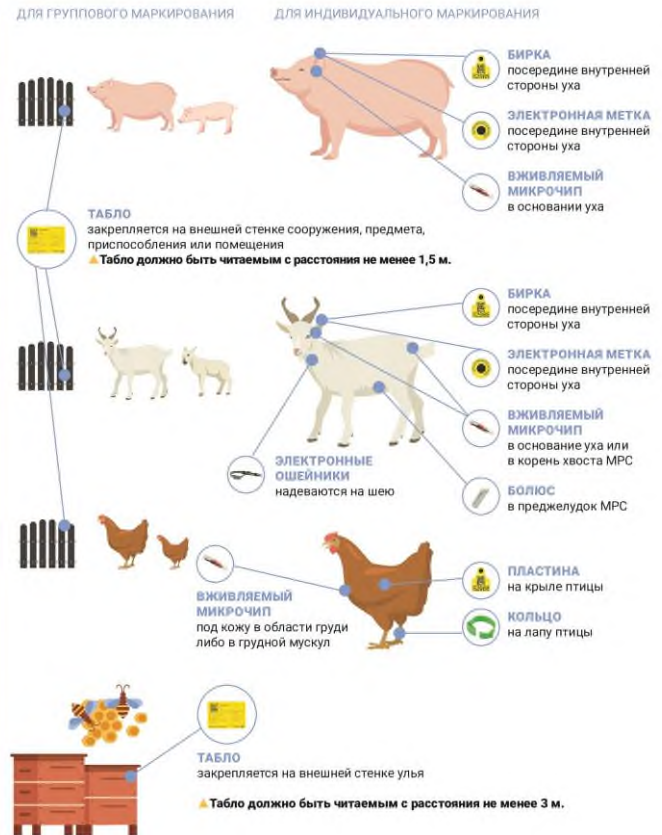 ДЛЯ ГРУППОВОГО МАРКИРОВАНИЯ
ДЛЯ ИНДИВИДУАЛЬНОГО МАРКИРОВАНИЯ
БИРКА
посередине внутренней
стороны уха
ЭЛЕКТРОННАЯ МЕТКА
посередине внутренней
стороны уха
ВЖИВЛЯЕМЫЙ
МИКРОЧИП
в основании уха
ТАБЛО
закрепляется на внешней стенке сооружения, предмета,
приспособления или помещения
Табло должно быть читаемым с расстояния не менее 1,5 м.
БИРКА
посередине внутренней
стороны уха
ЭЛЕКТРОННАЯ МЕТКА
посередине внутренней
стороны уха
ВЖИВЛЯЕМЫЙ
МИКРОЧИП
в основание уха или
в корень хвоста МРС
ЭЛЕКТРОННЫЕ
ОШЕЙНИКИ
надеваются на шею
БОЛЮС
в преджелудок МРС
ВЖИВЛЯЕМЫЙ
МИКРОЧИП
под кожу в области груди
либо в грудной мускул
ПЛАСТИНА
на крыле птицы
КОЛЬЦО
на лапу птицы
ТАБЛО
закрепляется на внешней стенке улья
Табло должно быть читаемым с расстояния не менее 3 м.